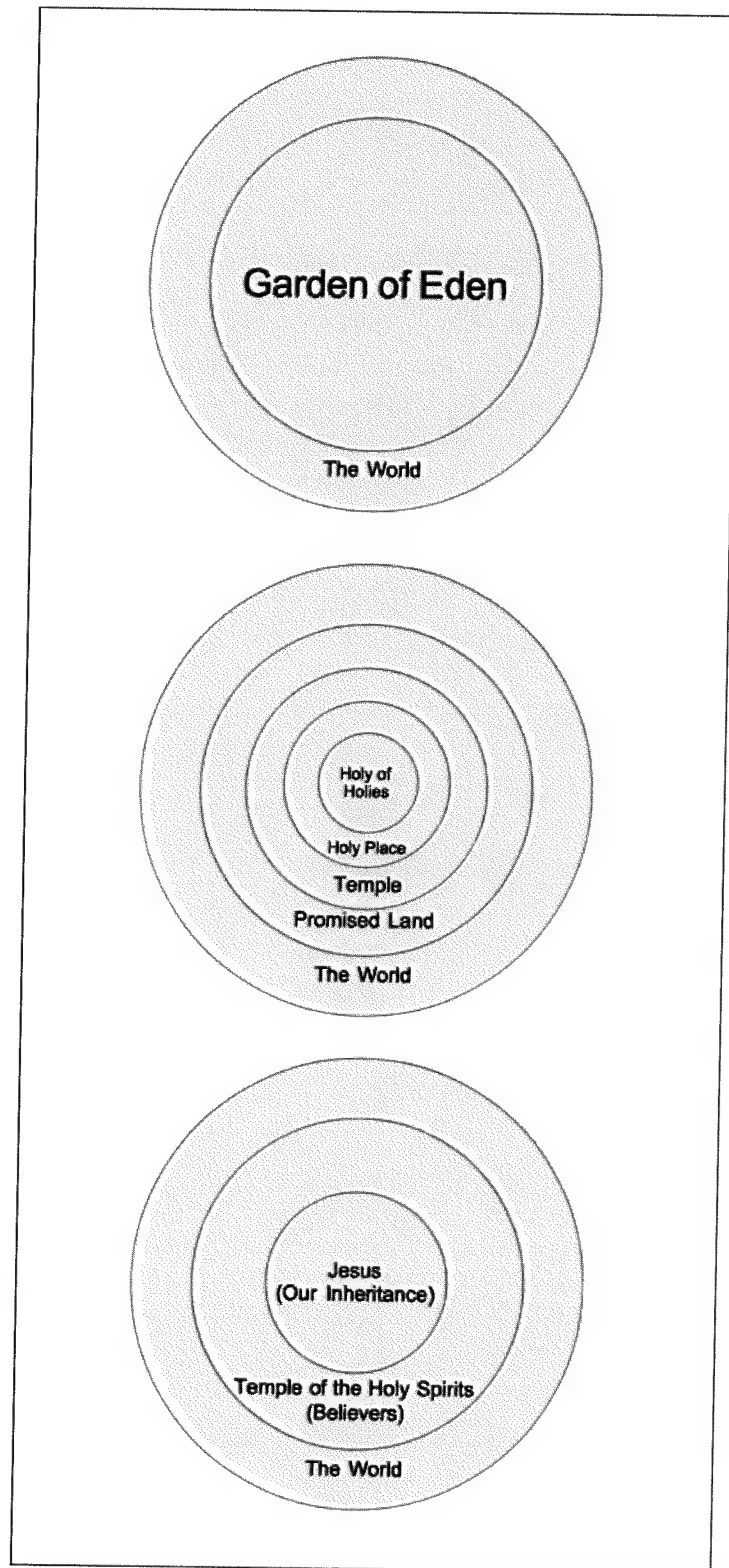 Garden of Eden
The World
Holy of
Holies
Holy Place
Temple
Promised Land
The World
Jesus
(Our Inheritance)
Temple of the Holy Spirits
(Believers)
The World